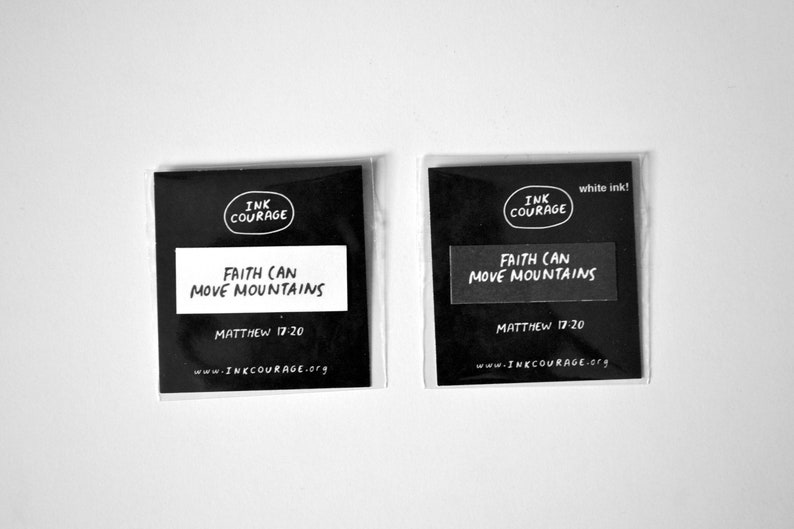 INK
COURAGE
FAITH CAN
MOVE MOUNTAINS
MATTHEW 17:20
www.INKCOURAGE.org
white ink!
INK
COURAGE
FAITH CAN
MOVE MOUNTAINS
MATTHEW 17:20
www.INKCOURAGE.org